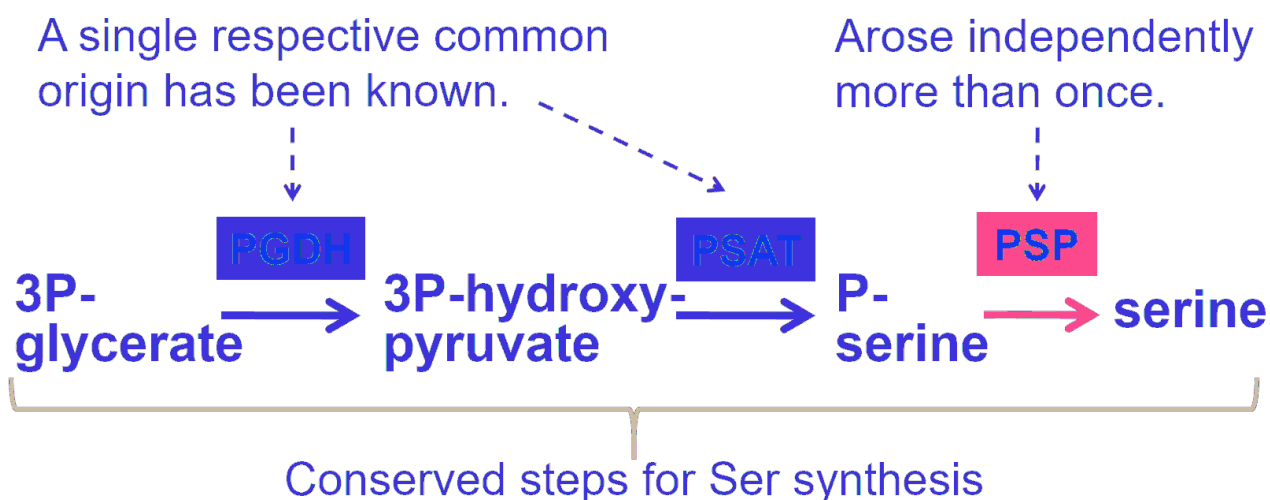 A single respective common
origin has been known.
Arose independently
more than once.
PGDH
PSAT
PSP
3P-
glycerate
3P-hydroxy-
pyruvate
P-
serine
serine
Conserved steps for Ser synthesis